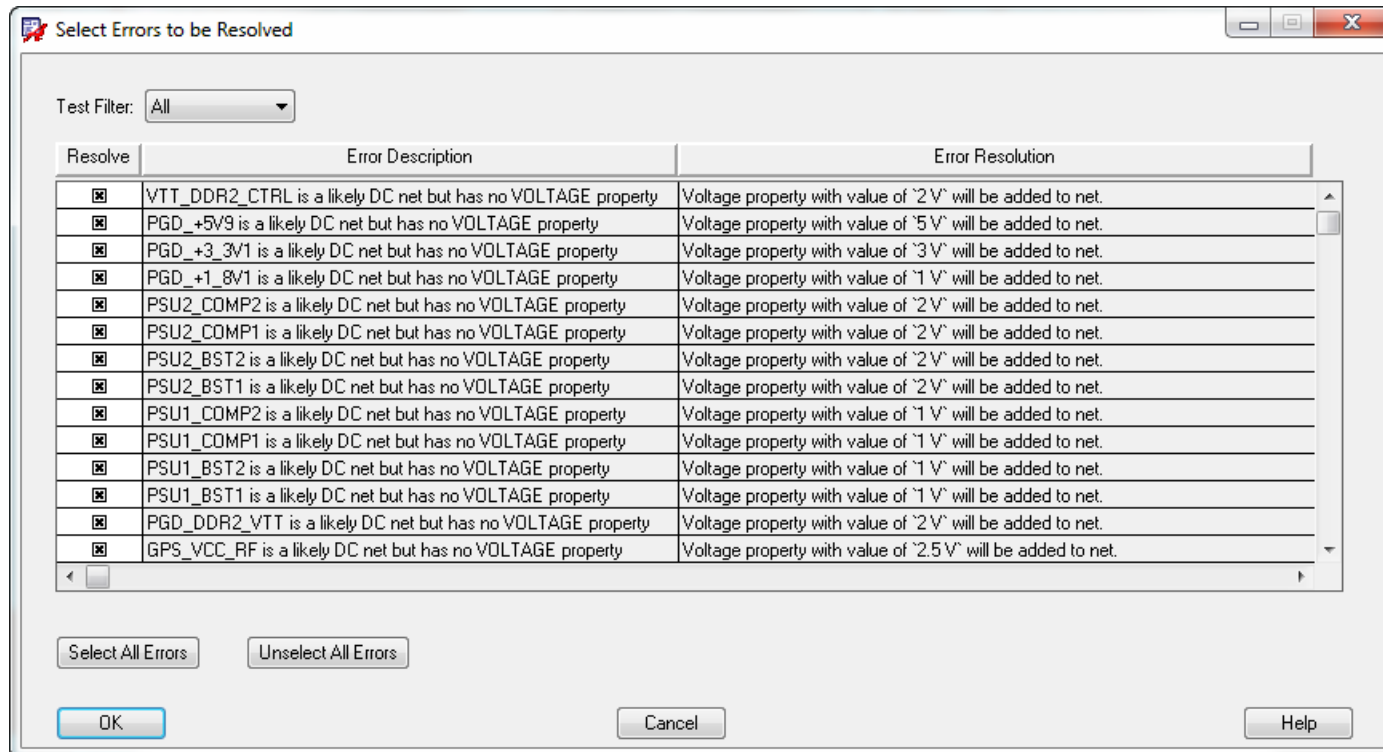 Select Errors to be Resolved
Test Filter: All
Resolve Error Description Error Resolution
VTT_DDR2_CTRL is a likely DC net but has no VOLTAGE property Voltage property with value of `2 V` will be added to net.
PGD_+5V9 is a likely DC net but has no VOLTAGE property Voltage property with value of `5 V` will be added to net.
PGD_+3_3V1 is a likely DC net but has no VOLTAGE property Voltage property with value of `3 V` will be added to net.
PGD_+1_8V1 is a likely DC net but has no VOLTAGE property Voltage property with value of `1 V` will be added to net.
PSU2_COMP2 is a likely DC net but has no VOLTAGE property Voltage property with value of `2 V` will be added to net.
PSU2_COMP1 is a likely DC net but has no VOLTAGE property Voltage property with value of `2 V` will be added to net.
PSU2_BST2 is a likely DC net but has no VOLTAGE property Voltage property with value of `2 V` will be added to net.
PSU2_BST1 is a likely DC net but has no VOLTAGE property Voltage property with value of `2 V` will be added to net.
PSU1_COMP2 is a likely DC net but has no VOLTAGE property Voltage property with value of `1 V` will be added to net.
PSU1_COMP1 is a likely DC net but has no VOLTAGE property Voltage property with value of `1 V` will be added to net.
PSU1_BST2 is a likely DC net but has no VOLTAGE property Voltage property with value of `1 V` will be added to net.
PSU1_BST1 is a likely DC net but has no VOLTAGE property Voltage property with value of `1 V` will be added to net.
PGD_DDR2_VTT is a likely DC net but has no VOLTAGE property Voltage property with value of `2 V` will be added to net.
GPS_VCC_RF is a likely DC net but has no VOLTAGE property Voltage property with value of `2.5 V` will be added to net.
Select All Errors Unselect All Errors
OK Cancel Help